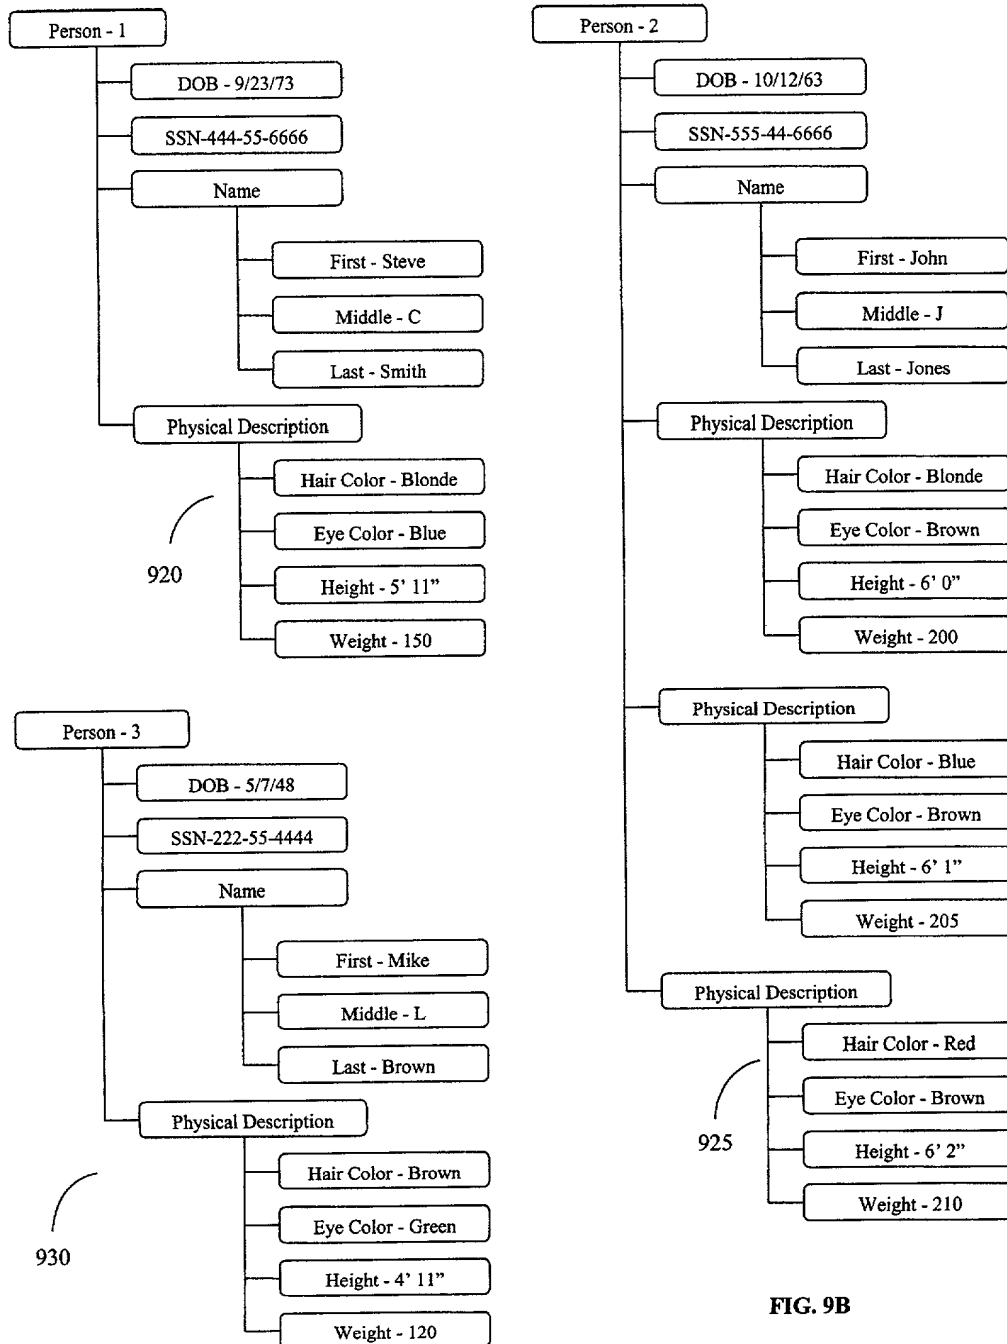 Person - 1
DOB - 9/23/73
SSN-444-55-6666
Name
First - Steve
Middle - C
Last - Smith
Physical Description
Hair Color - Blonde
Eye Color - Blue
Height - 5' 11”
Weight - 150
920
Person - 3
DOB - 5/7/48
SSN-222-55-4444
Name
First - Mike
Middle - L
Last - Brown
Physical Description
Hair Color - Brown
Eye Color - Green
Height - 4' 11”
Weight - 120
930
Person - 2
DOB - 10/12/63
SSN-555-44-6666
Name
First - John
Middle - J
Last - Jones
Physical Description
Hair Color - Blonde
Eye Color - Brown
Height - 6' 0”
Weight - 200
Physical Description
Hair Color - Blue
Eye Color - Brown
Height - 6' 1”
Weight - 205
Physical Description
Hair Color - Red
Eye Color - Brown
Height - 6' 2”
Weight - 210
925
FIG. 9B